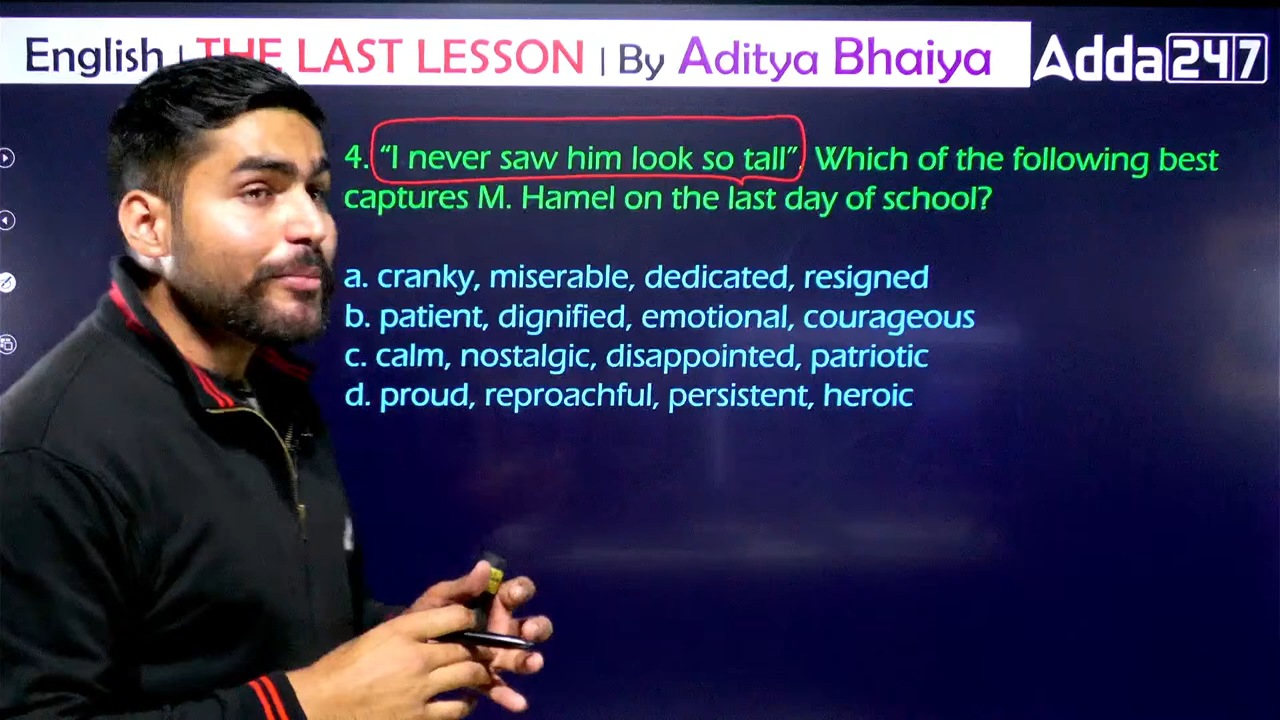 English | THE LAST LESSON | By Aditya Bhaiya
Adda247
4. “I never saw him look so tall”. Which of the following best
captures M. Hamel on the last day of school?
a. cranky, miserable, dedicated, resigned
b. patient, dignified, emotional, courageous
c. calm, nostalgic, disappointed, patriotic
d. proud, reproachful, persistent, heroic